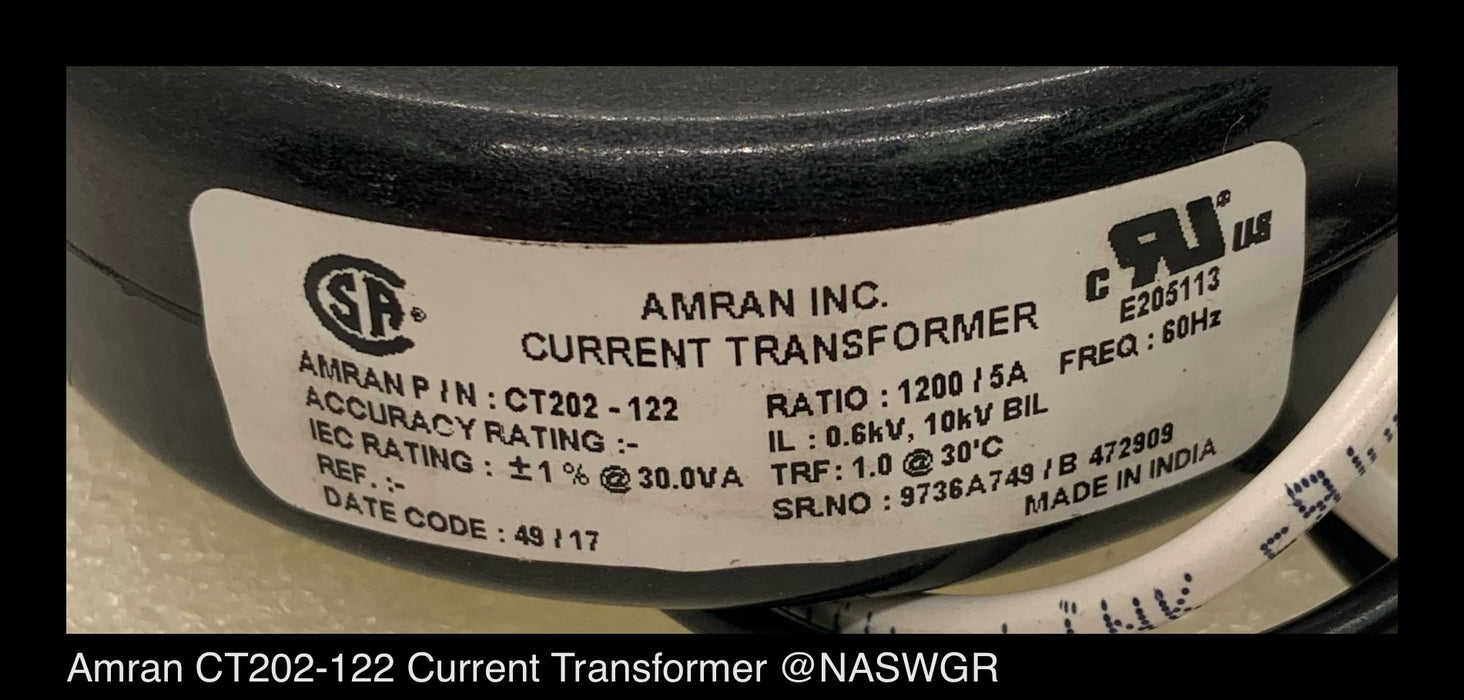 CSA®
AMRAN INC.
CURRENT TRANSFORMER
C RU® US
E205113
AMRAN P/N : CT202-122
RATIO : 1200/5A
FREQ : 60Hz
ACCURACY RATING :-
IL : 0.6kV, 10kV BIL
IEC RATING : ±1% @ 30.0VA
TRF: 1.0 @ 30'C
REF. :-
SR.NO : 9736A749/B 472909
DATE CODE : 49/17
MADE IN INDIA
Amran CT202-122 Current Transformer @NASWGR